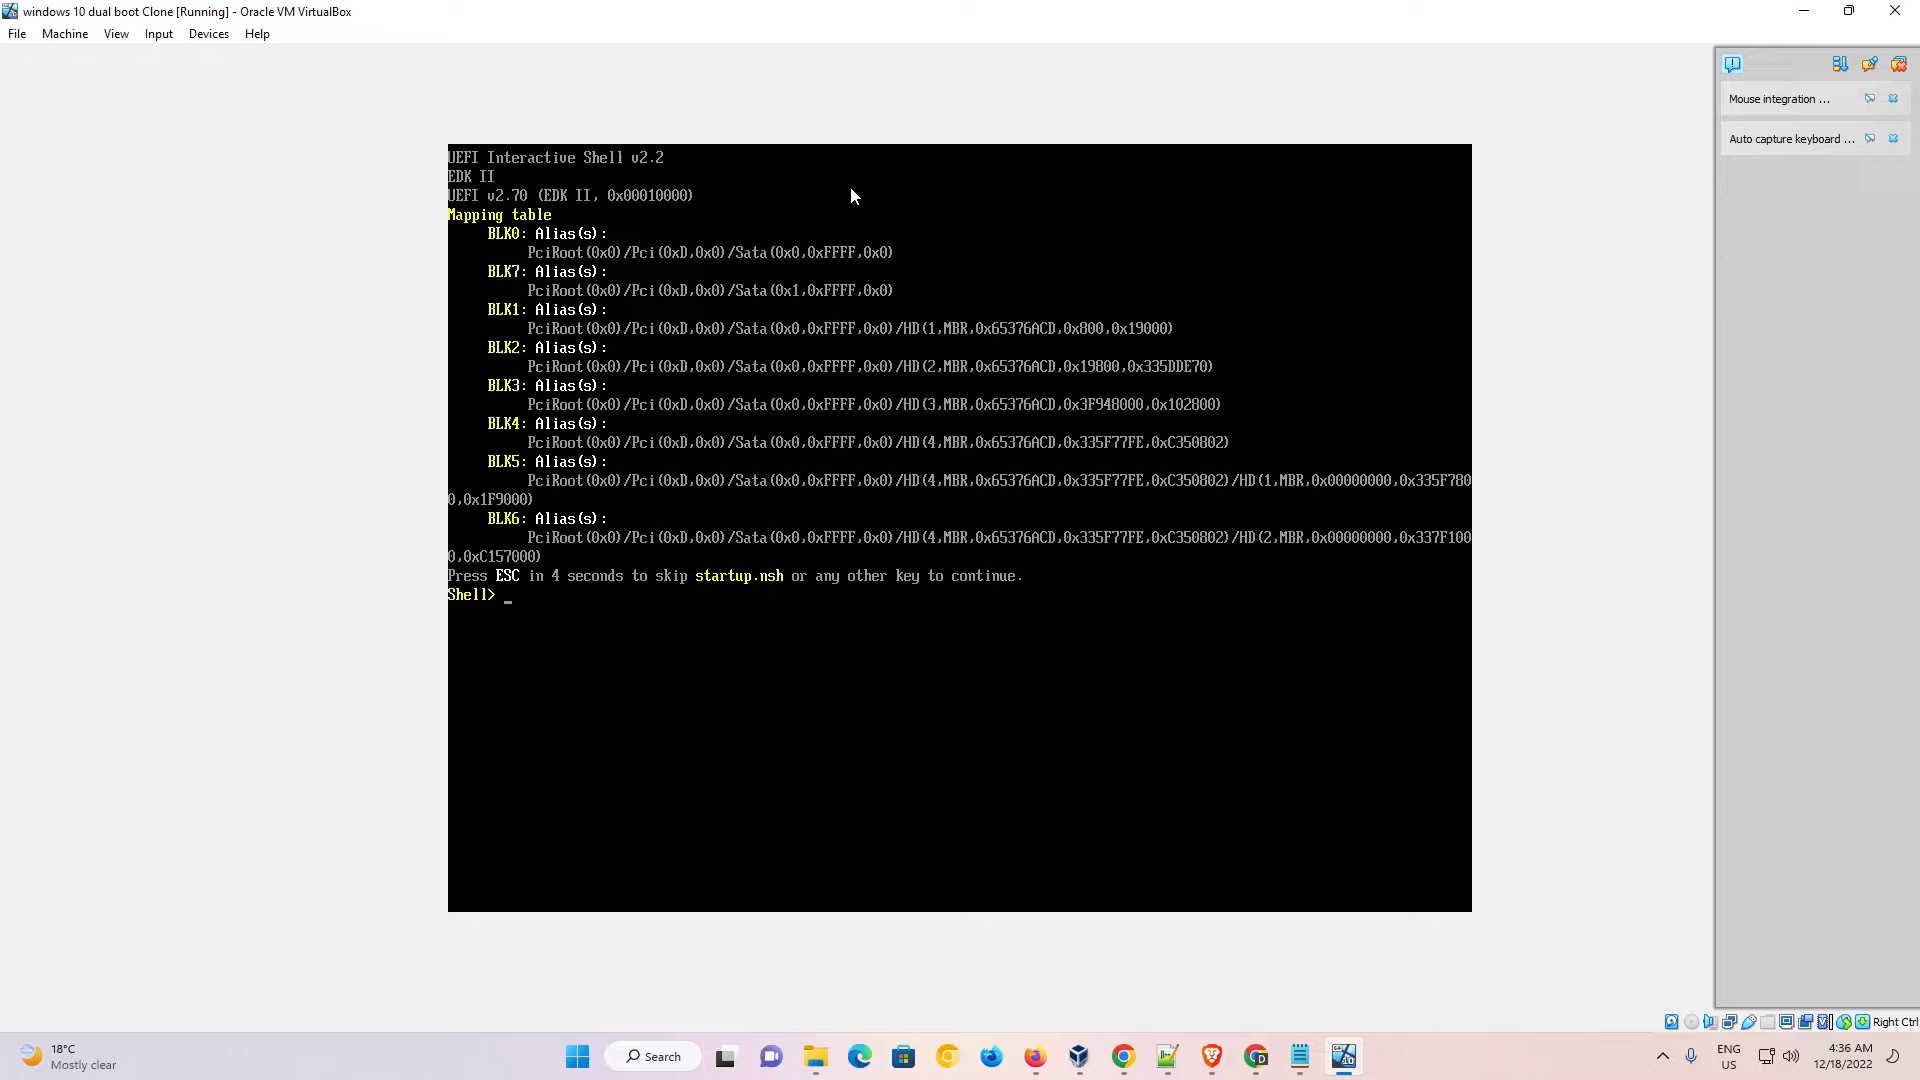 windows 10 dual boot Clone [Running] - Oracle VM VirtualBox
File Machine View Input Devices Help
Mouse integration ...
Auto capture keyboard ...
UEFI Interactive Shell v2.2
EDK II
UEFI v2.70 (EDK II, 0x00010000)
Mapping table
BLK0: Alias(s):
PciRoot(0x0)/Pci(0xD,0x0)/Sata(0x0,0xFFFF,0x0)
BLK7: Alias(s):
PciRoot(0x0)/Pci(0xD,0x0)/Sata(0x1,0xFFFF,0x0)
BLK1: Alias(s):
PciRoot(0x0)/Pci(0xD,0x0)/Sata(0x0,0xFFFF,0x0)/HD(1,MBR,0x65376ACD,0x800,0x19000)
BLK2: Alias(s):
PciRoot(0x0)/Pci(0xD,0x0)/Sata(0x0,0xFFFF,0x0)/HD(2,MBR,0x65376ACD,0x19800,0x335DDE70)
BLK3: Alias(s):
PciRoot(0x0)/Pci(0xD,0x0)/Sata(0x0,0xFFFF,0x0)/HD(3,MBR,0x65376ACD,0x3F948000,0x102800)
BLK4: Alias(s):
PciRoot(0x0)/Pci(0xD,0x0)/Sata(0x0,0xFFFF,0x0)/HD(4,MBR,0x65376ACD,0x335F77FE,0xC350802)
BLK5: Alias(s):
PciRoot(0x0)/Pci(0xD,0x0)/Sata(0x0,0xFFFF,0x0)/HD(4,MBR,0x65376ACD,0x335F77FE,0xC350802)/HD(1,MBR,0x00000000,0x335F780
0,0x1F9000)
BLK6: Alias(s):
PciRoot(0x0)/Pci(0xD,0x0)/Sata(0x0,0xFFFF,0x0)/HD(4,MBR,0x65376ACD,0x335F77FE,0xC350802)/HD(2,MBR,0x00000000,0x337F100
0,0xC157000)
Press ESC in 4 seconds to skip startup.nsh or any other key to continue.
Shell> _
Right Ctrl
18°C
Mostly clear
Search
ENG
US
4:36 AM
12/18/2022